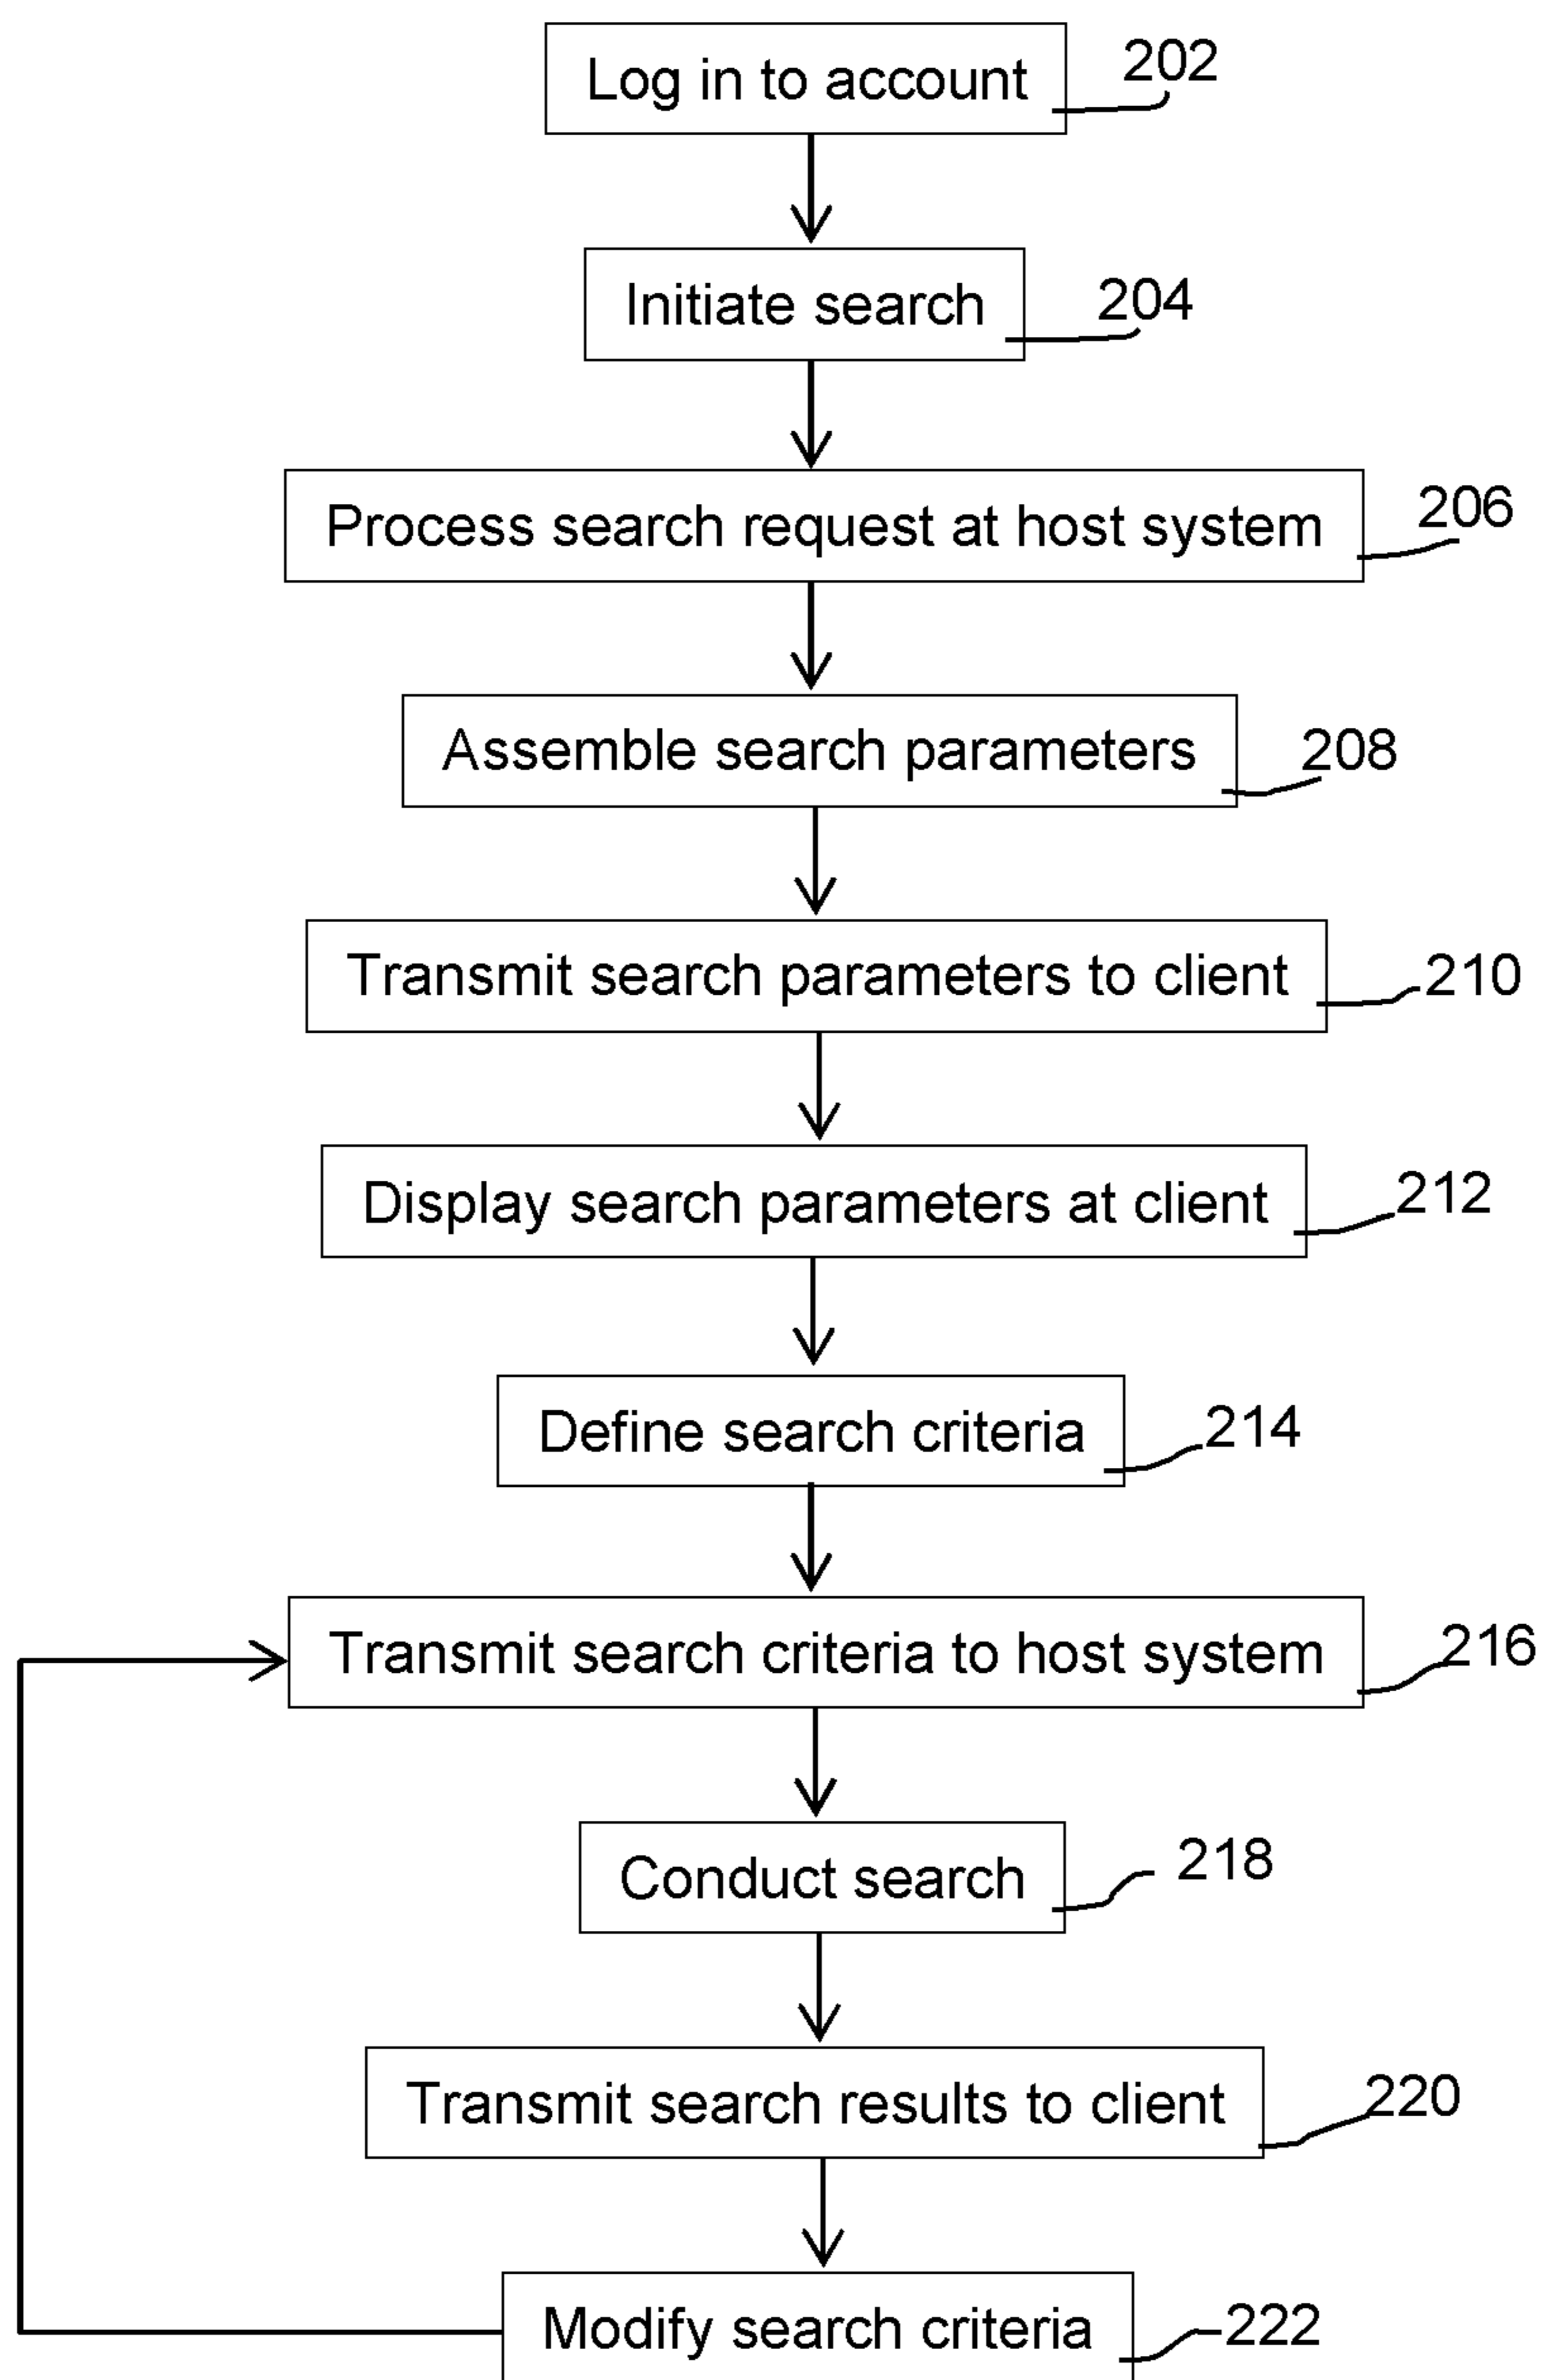 Log in to account
202
Initiate search
204
Process search request at host system
206
Assemble search parameters
208
Transmit search parameters to client
210
Display search parameters at client
212
Define search criteria
214
Transmit search criteria to host system
216
Conduct search
218
Transmit search results to client
220
Modify search criteria
222